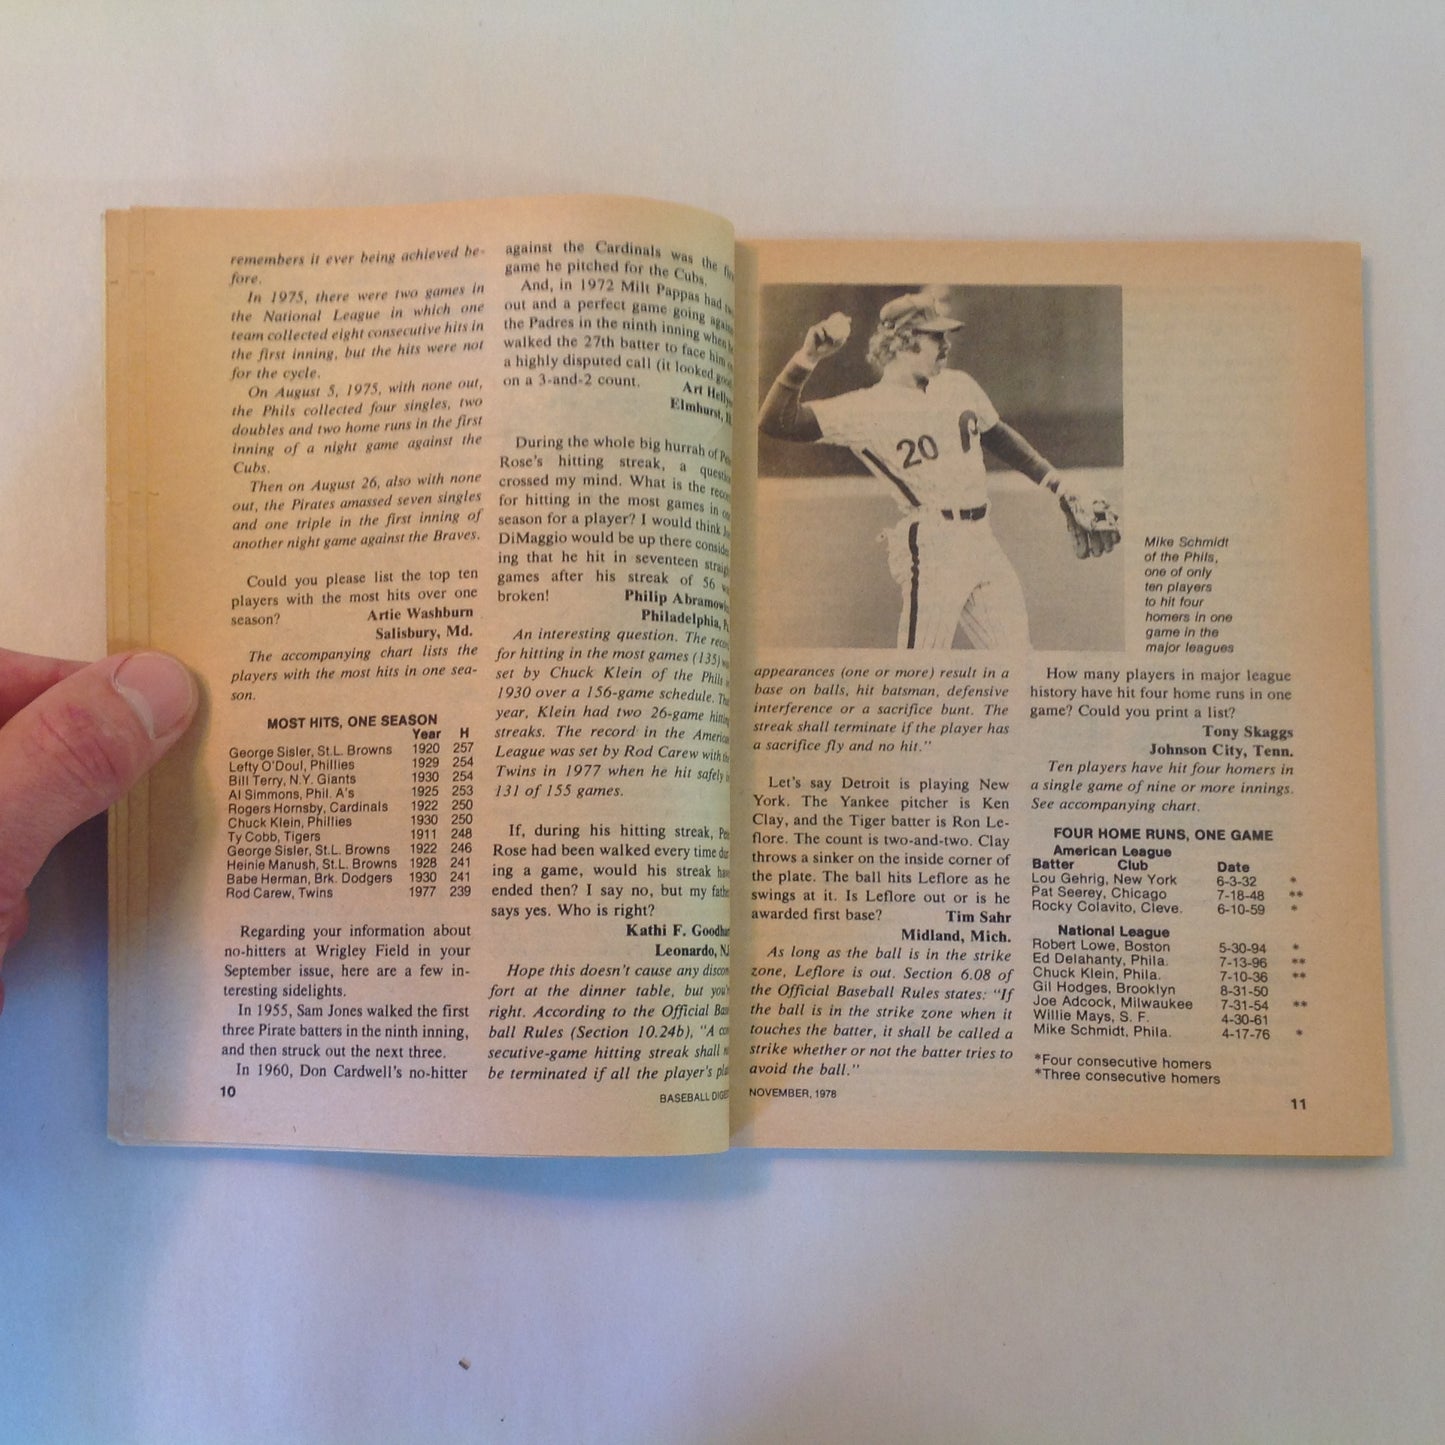 remembers it ever being achieved be-
fore.
In 1975, there were two games in
the National League in which one
team collected eight consecutive hits in
the first inning, but the hits were not
for the cycle.
On August 5, 1975, with none out,
the Phils collected four singles, two
doubles and two home runs in the first
inning of a night game against the
Cubs.
Then on August 26, also with none
out, the Pirates amassed seven singles
and one triple in the first inning of
another night game against the Braves.
Could you please list the top ten
players with the most hits over one
season? Artie Washburn
Salisbury, Md.
The accompanying chart lists the
players with the most hits in one sea-
son.
MOST HITS, ONE SEASON
Year H
George Sisler, St.L. Browns 1920 257
Lefty O'Doul, Phillies 1929 254
Bill Terry, N.Y. Giants 1930 254
Al Simmons, Phil. A's 1925 253
Rogers Hornsby, Cardinals 1922 250
Chuck Klein, Phillies 1930 250
Ty Cobb, Tigers 1911 248
George Sisler, St.L. Browns 1922 246
Heinie Manush, St.L. Browns 1928 241
Babe Herman, Brk. Dodgers 1930 241
Rod Carew, Twins 1977 239
Regarding your information about
no-hitters at Wrigley Field in your
September issue, here are a few in-
teresting sidelights.
In 1955, Sam Jones walked the first
three Pirate batters in the ninth inning,
and then struck out the next three.
In 1960, Don Cardwell's no-hitter
10
against the Cardinals was the
game he pitched for the Cubs.
And, in 1972 Milt Pappas had
out and a perfect game going
the Padres in the ninth inning when
walked the 27th batter to face him
a highly disputed call (it looked
on a 3-and-2 count.
Art
Elmhurst,
During the whole big hurrah of
Rose's hitting streak, a
crossed my mind. What is the
for hitting in the most games in
season for a player? I would think
DiMaggio would be up there
ing that he hit in seventeen
games after his streak of 56
broken! Philip
Philadelphia,
An interesting question. The
for hitting in the most games (135)
set by Chuck Klein of the Phils
1930 over a 156-game schedule.
year, Klein had two 26-game
streaks. The record in the
League was set by Rod Carew with
Twins in 1977 when he hit safely
131 of 155 games.
If, during his hitting streak,
Rose had been walked every time
ing a game, would his streak
ended then? I say no, but my
says yes. Who is right?
Kathi F.
Leonardo,
Hope this doesn't cause any
fort at the dinner table, but
right. According to the Official
ball Rules (Section 10.24b), "A
secutive-game hitting streak shall
be terminated if all the player's
BASEBALL
Mike Schmidt
of the Phils,
one of only
ten players
to hit four
homers in one
game in the
major leagues
20
P
appearances (one or more) result in a
base on balls, hit batsman, defensive
interference or a sacrifice bunt. The
streak shall terminate if the player has
a sacrifice fly and no hit."
Let's say Detroit is playing New
York. The Yankee pitcher is Ken
Clay, and the Tiger batter is Ron Le-
flore. The count is two-and-two. Clay
throws a sinker on the inside corner of
the plate. The ball hits Leflore as he
swings at it. Is Leflore out or is he
awarded first base? Tim Sahr
Midland, Mich.
As long as the ball is in the strike
zone, Leflore is out. Section 6.08 of
the Official Baseball Rules states: "If
the ball is in the strike zone when it
touches the batter, it shall be called a
strike whether or not the batter tries to
avoid the ball."
NOVEMBER, 1978
How many players in major league
history have hit four home runs in one
game? Could you print a list?
Tony Skaggs
Johnson City, Tenn.
Ten players have hit four homers in
a single game of nine or more innings.
See accompanying chart.
FOUR HOME RUNS, ONE GAME
American League
Batter Club Date
Lou Gehrig, New York 6-3-32 *
Pat Seerey, Chicago 7-18-48 **
Rocky Colavito, Cleve. 6-10-59 *
National League
Robert Lowe, Boston 5-30-94 *
Ed Delahanty, Phila. 7-13-96 **
Chuck Klein, Phila. 7-10-36 **
Gil Hodges, Brooklyn 8-31-50
Joe Adcock, Milwaukee 7-31-54 **
Willie Mays, S. F. 4-30-61
Mike Schmidt, Phila. 4-17-76 *
*Four consecutive homers
*Three consecutive homers
11